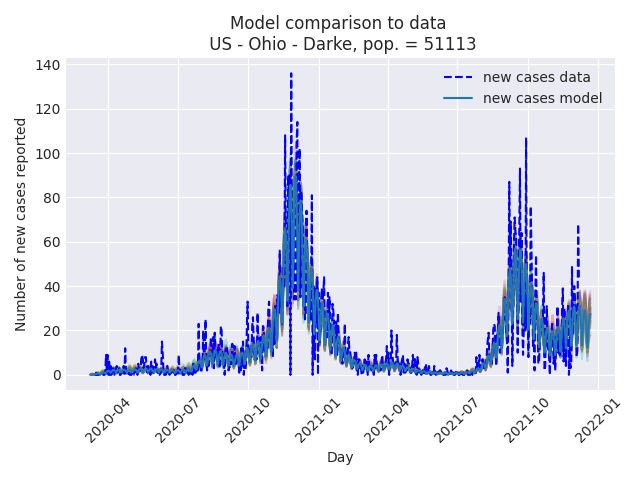 Model comparison to data
US - Ohio - Darke, pop. = 51113
new cases data
new cases model
Number of new cases reported
140
120
100
80
60
40
20
0
2020-04
2020-07
2020-10
2021-01
2021-04
2021-07
2021-10
2022-01
Day